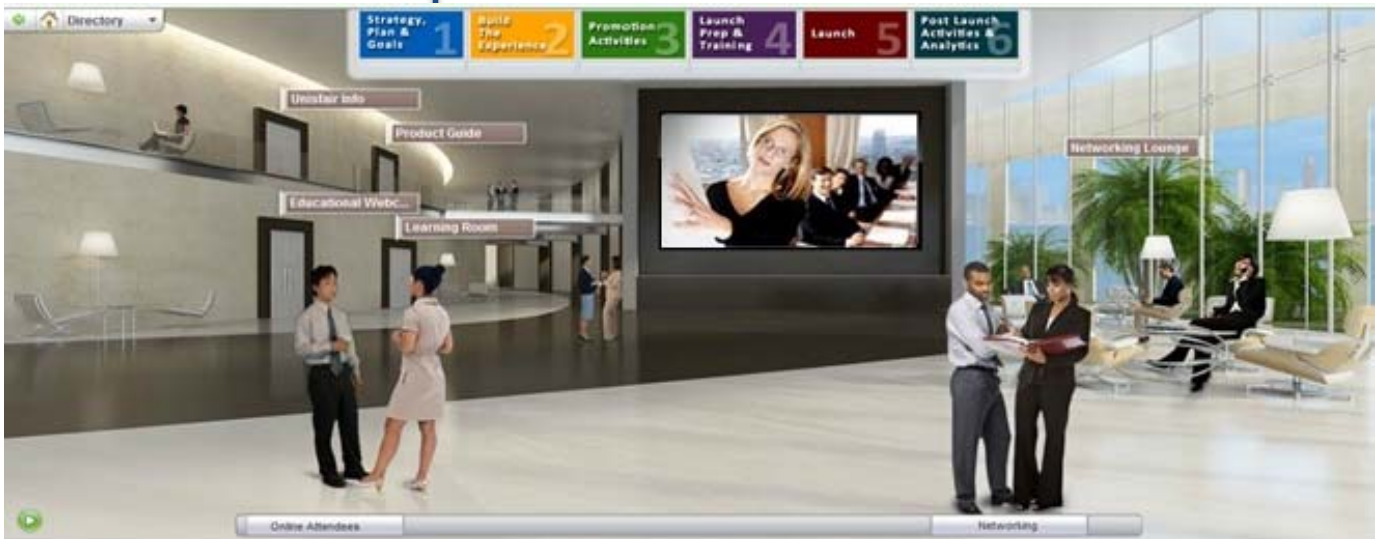 Directory
Strategy,
Plan &
Goals
1
Build
The
Experience
2
Promotion
Activities
3
Launch
Prep &
Training
4
Launch
5
Post Launch
Activities &
Analytics
6
Unisfair Info
Product Guide
Educational Webc...
Learning Room
Networking Lounge
Online Attendees
Networking